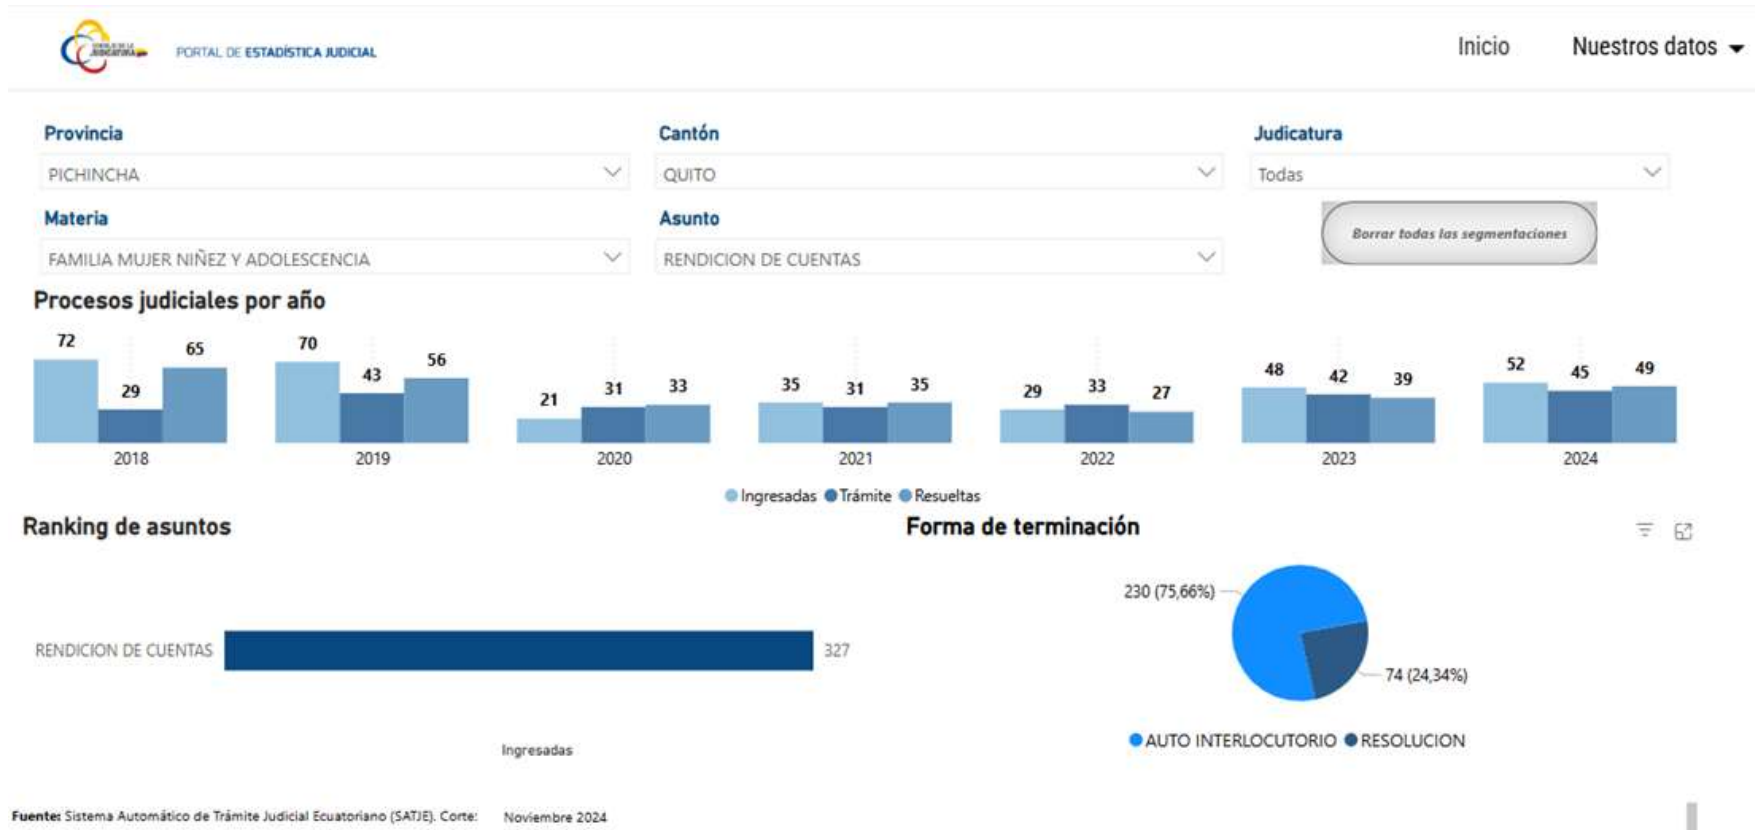 CONSEJO DE LA
JUDICATURA
PORTAL DE ESTADÍSTICA JUDICIAL
Inicio
Nuestros datos
Provincia
Cantón
Judicatura
PICHINCHA
QUITO
Todas
Materia
Asunto
Borrar todas las segmentaciones
FAMILIA MUJER NIÑEZ Y ADOLESCENCIA
RENDICION DE CUENTAS
Procesos judiciales por año
72 29 65
70 43 56
21 31 33
35 31 35
29 33 27
48 42 39
52 45 49
2018 2019 2020 2021 2022 2023 2024
Ingresadas Trámite Resueltas
Ranking de asuntos
Forma de terminación
230 (75,66%)
RENDICION DE CUENTAS 327
74 (24,34%)
AUTO INTERLOCUTORIO RESOLUCION
Ingresadas
Fuente: Sistema Automático de Trámite Judicial Ecuatoriano (SATJE). Corte: Noviembre 2024